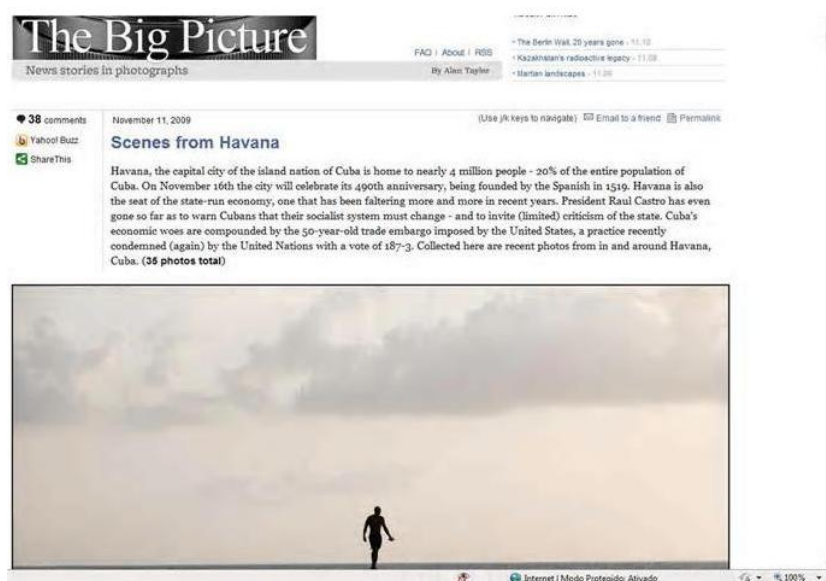 The Big Picture
News stories in photographs
FAQ | About | RSS
By Alan Taylor
The Berlin Wall, 20 years gone - 11.10
Kazakhstan's radioactive legacy - 11.09
Martian landscapes - 11.06
38 comments
Yahoo! Buzz
ShareThis
November 11, 2009
(Use j/k keys to navigate) Email to a friend Permalink
Scenes from Havana
Havana, the capital city of the island nation of Cuba is home to nearly 4 million people - 20% of the entire population of
Cuba. On November 16th the city will celebrate its 490th anniversary, being founded by the Spanish in 1519. Havana is also
the seat of the state-run economy, one that has been faltering more and more in recent years. President Raul Castro has even
gone so far as to warn Cubans that their socialist system must change - and to invite (limited) criticism of the state. Cuba's
economic woes are compounded by the 50-year-old trade embargo imposed by the United States, a practice recently
condemned (again) by the United Nations with a vote of 187-3. Collected here are recent photos from in and around Havana,
Cuba. (35 photos total)
Internet | Modo Protegido: Ativado
100%